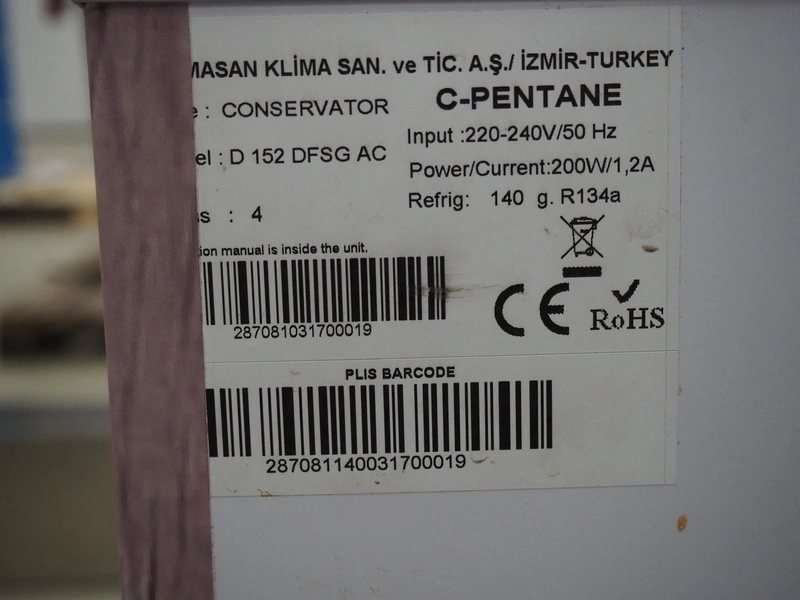 MASAN KLİMA SAN. ve TİC. A.Ş./ İZMİR-TURKEY
: CONSERVATOR
C-PENTANE
el : D 152 DFSG AC
Input :220-240V/50 Hz
Power/Current:200W/1,2A
s : 4
Refrig: 140 g. R134a
ion manual is inside the unit.
287081031700019
CE
RoHS
PLIS BARCODE
287081140031700019